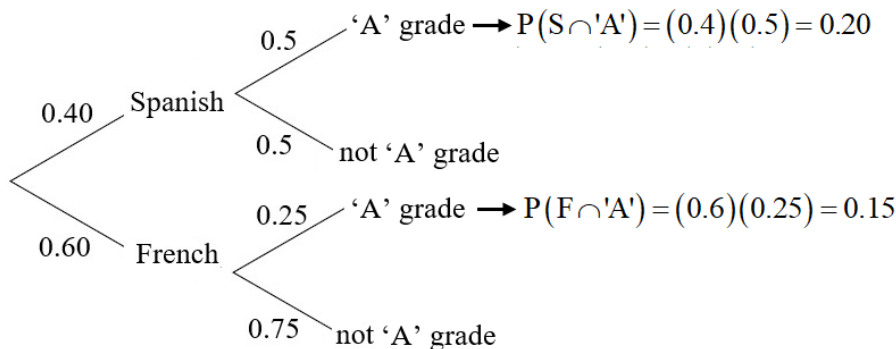 0.5
‘A’ grade → P(S∩'A')=(0.4)(0.5)=0.20
0.40
Spanish
0.5
not ‘A’ grade
0.25
‘A’ grade → P(F∩'A')=(0.6)(0.25)=0.15
0.60
French
0.75
not ‘A’ grade